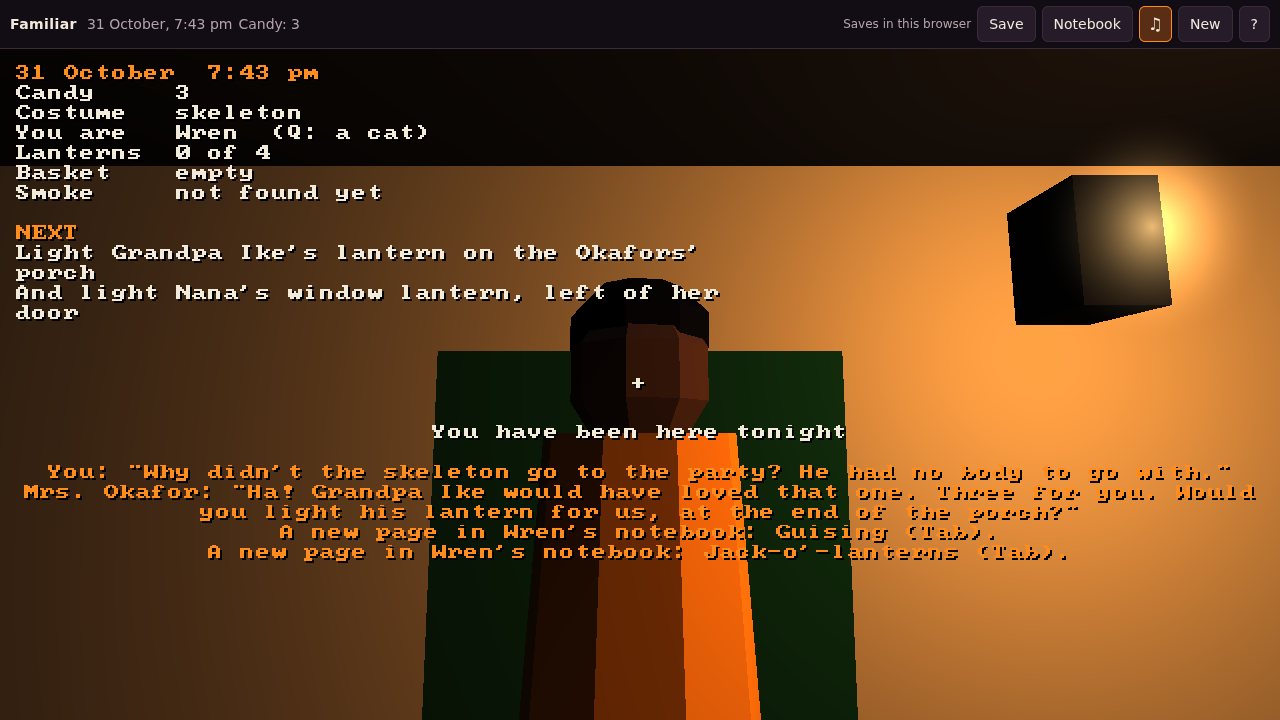 Familiar 31 October, 7:43 pm Candy: 3 Saves in this browser Save Notebook ♫ New ?
31 October 7:43 pm
Candy 3
Costume skeleton
You are Wren (Q: a cat)
Lanterns 0 of 4
Basket empty
Smoke not found yet
NEXT
Light Grandpa Ike's lantern on the Okafors'
porch
And light Nana's window lantern, left of her
door
You have been here tonight
You: "Why didn't the skeleton go to the party? He had no body to go with."
Mrs. Okafor: "Ha! Grandpa Ike would have loved that one. Three for you. Would
you light his lantern for us, at the end of the porch?"
A new page in Wren's notebook: Guising (Tab).
A new page in Wren's notebook: Jack-o'-lanterns (Tab).